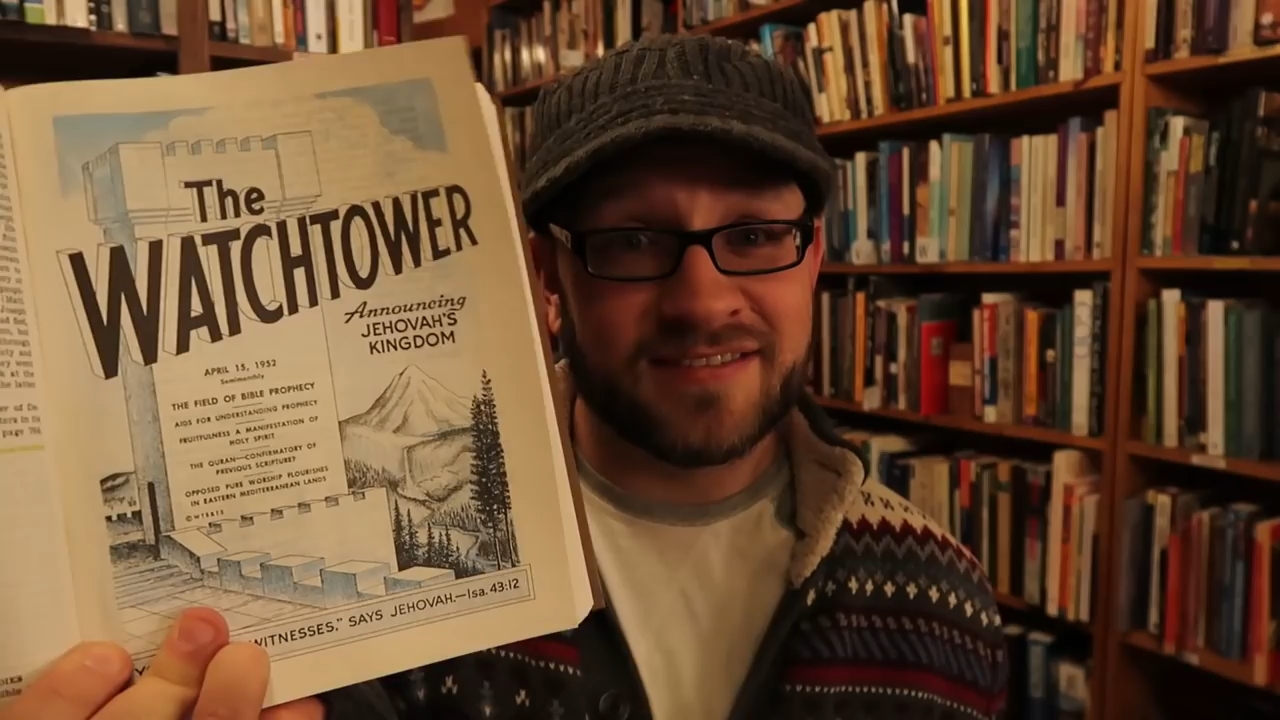 The
WATCHTOWER
Announcing
JEHOVAH'S
KINGDOM
APRIL 15, 1952
Semimonthly
THE FIELD OF BIBLE PROPHECY
AIDS FOR UNDERSTANDING PROPHECY
FRUITFULNESS A MANIFESTATION OF
HOLY SPIRIT
THE QURAN—CONFIRMATORY OF
PREVIOUS SCRIPTURE?
OPPOSED PURE WORSHIP FLOURISHES
IN EASTERN MEDITERRANEAN LANDS
©WTB&TS
WITNESSES," SAYS JEHOVAH.—Isa. 43:12